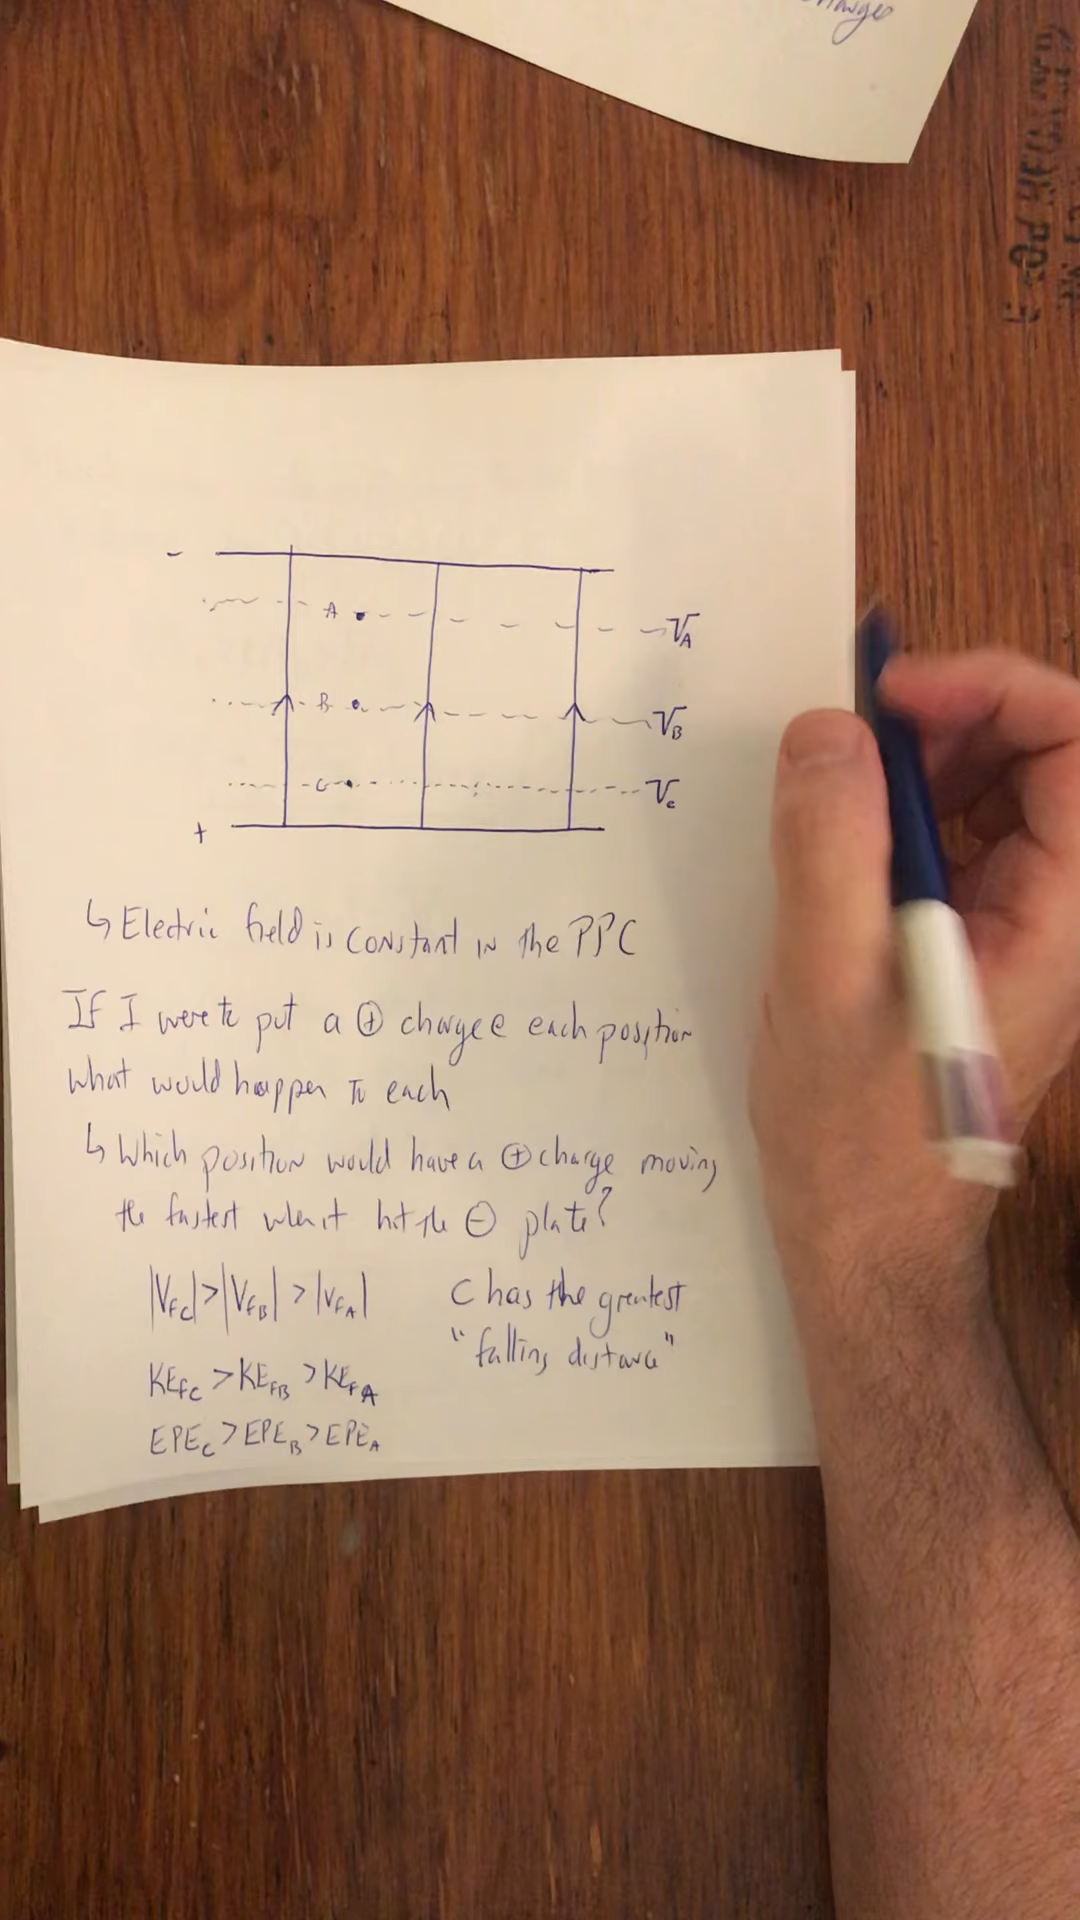 -
A
V_A
B
V_B
C
V_C
+
↳ Electric field is constant in the PPC
If I were to put a ⊕ charge e each position
what would happen to each
↳ Which position would have a ⊕ charge moving
the fastest when it hit the ⊖ plate?
|V_fC| > |V_fB| > |V_fA|
C has the greatest
"falling distance"
KE_fC > KE_fB > KE_fA
EPE_C > EPE_B > EPE_A